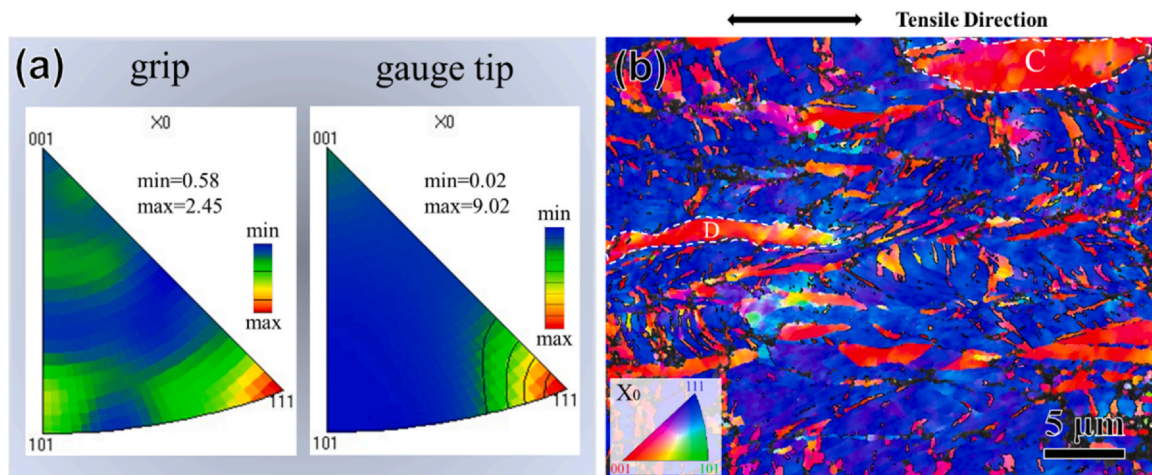 Tensile Direction
(a)
grip
gauge tip
X0
001
min=0.58
max=2.45
min
max
111
101
X0
001
min=0.02
max=9.02
min
max
111
101
(b)
C
D
X0
111
001
101
5 μm